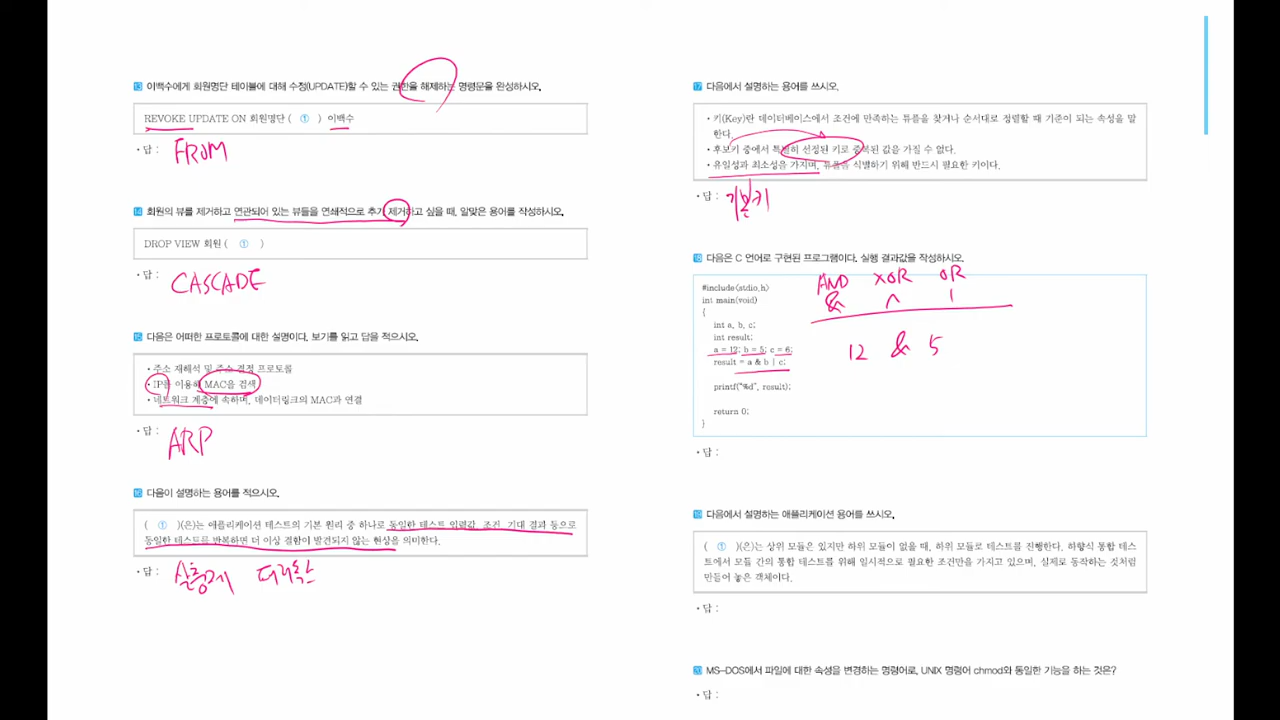 13 이백수에게 회원명단 테이블에 대해 수정(UPDATE)할 수 있는 권한을 해제하는 명령문을 완성하시오.
REVOKE UPDATE ON 회원명단 ( ① ) 이백수
• 답 :
FROM
14 회원의 뷰를 제거하고 연관되어 있는 뷰들을 연쇄적으로 추가 제거하고 싶을 때, 알맞은 용어를 작성하시오.
DROP VIEW 회원 ( ① )
• 답 :
CASCADE
15 다음은 어떠한 프로토콜에 대한 설명이다. 보기를 읽고 답을 적으시오.
• 주소 재해석 및 주소 결정 프로토콜
• IP를 이용해 MAC을 검색
• 네트워크 계층에 속하며, 데이터링크의 MAC과 연결
• 답 :
ARP
16 다음이 설명하는 용어를 적으시오.
( ① )(은)는 애플리케이션 테스트의 기본 원리 중 하나로 동일한 테스트 입력값, 조건, 기대 결과 등으로
동일한 테스트를 반복하면 더 이상 결함이 발견되지 않는 현상을 의미한다.
• 답 :
살충제
17 다음에서 설명하는 용어를 쓰시오.
• 키(Key)란 데이터베이스에서 조건에 만족하는 튜플을 찾거나 순서대로 정렬할 때 기준이 되는 속성을 말
한다.
• 후보키 중에서 특별히 선정된 키로 중복된 값을 가질 수 없다.
• 유일성과 최소성을 가지며, 튜플을 식별하기 위해 반드시 필요한 키이다.
• 답 :
기본키
18 다음은 C 언어로 구현된 프로그램이다. 실행 결과값을 작성하시오.
#include<stdio.h>
int main(void)
{
int a, b, c;
int result;
a = 12; b = 5; c = 6;
result = a & b | c;
printf("%d", result);
return 0;
}
AND XOR OR
& ^ |
12 & 5
• 답 :
19 다음에서 설명하는 애플리케이션 용어를 쓰시오.
( ① )(은)는 상위 모듈은 있지만 하위 모듈이 없을 때, 하위 모듈로 테스트를 진행한다. 하향식 통합 테스
트에서 모듈 간의 통합 테스트를 위해 일시적으로 필요한 조건만을 가지고 있으며, 실제로 동작하는 것처럼
만들어 놓은 객체이다.
• 답 :
20 MS-DOS에서 파일에 대한 속성을 변경하는 명령어로, UNIX 명령어 chmod와 동일한 기능을 하는 것은?
• 답 :